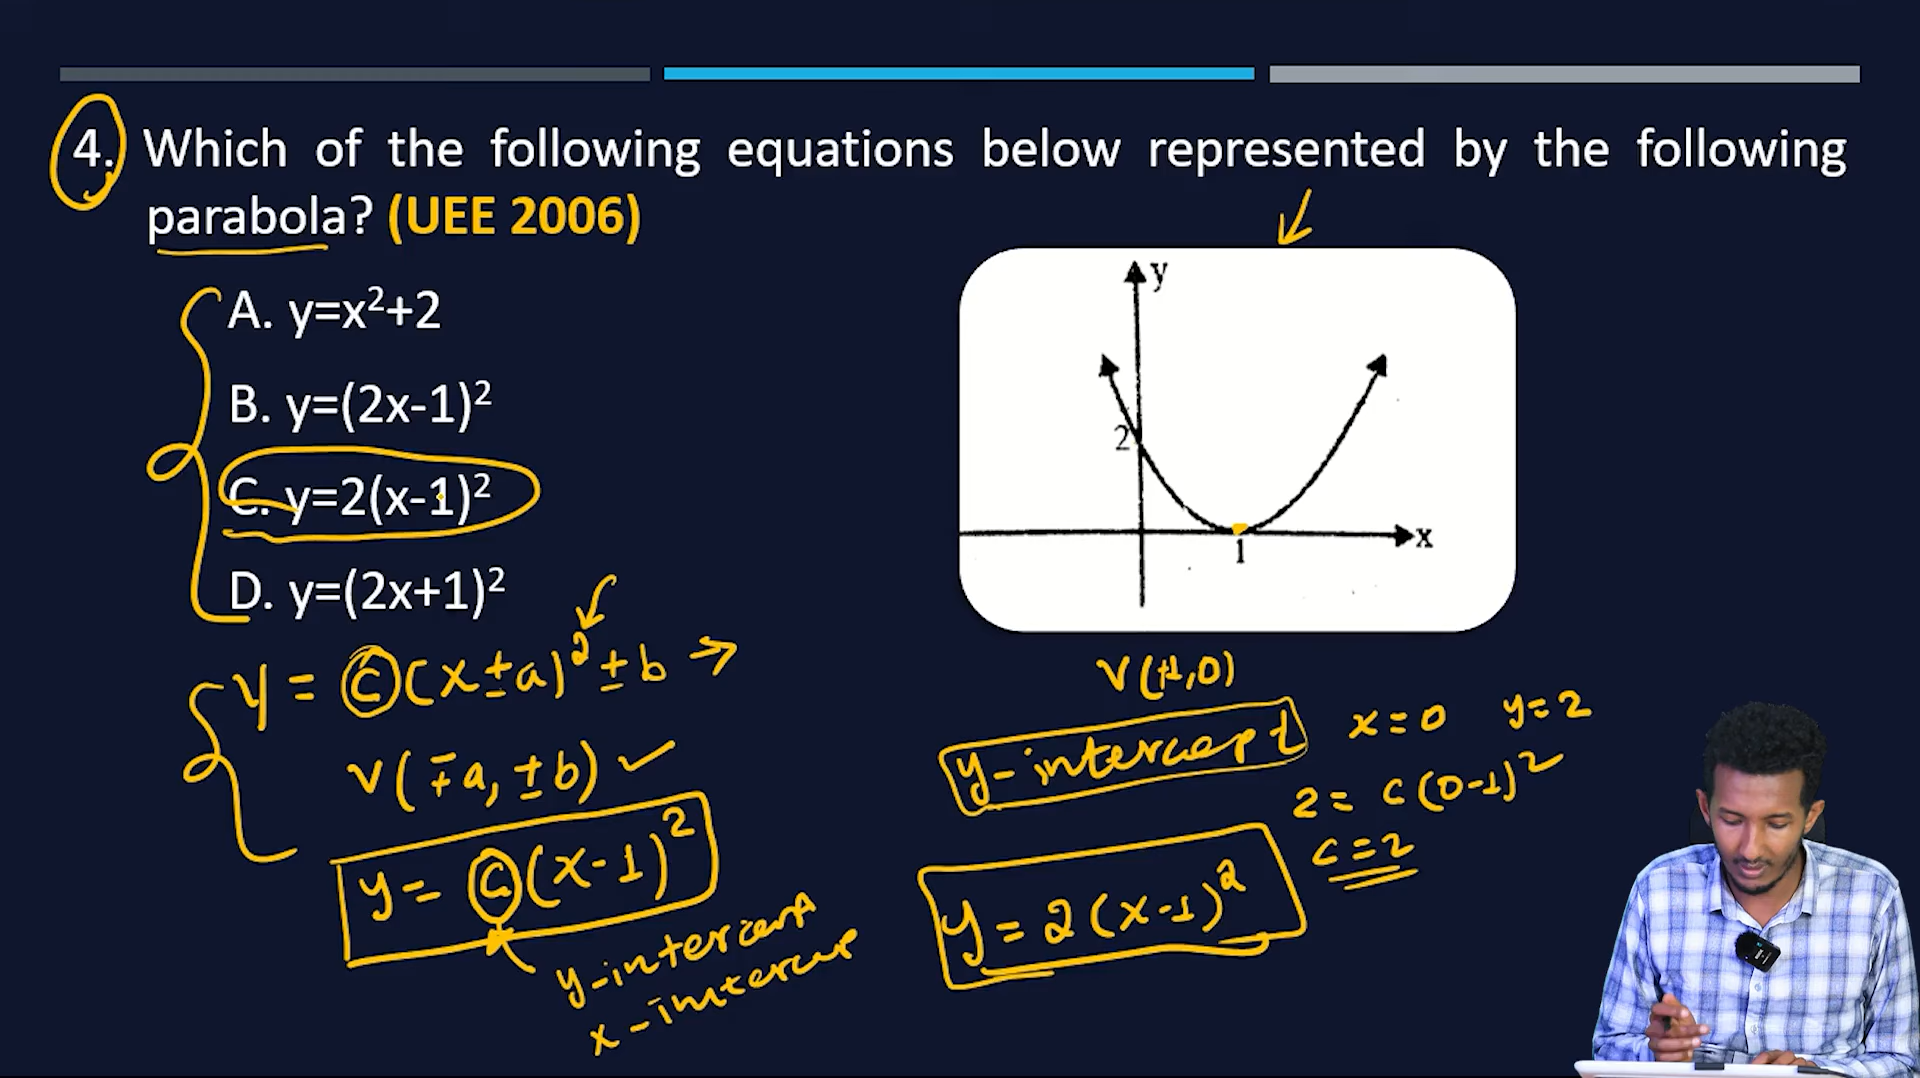 4. Which of the following equations below represented by the following
parabola? (UEE 2006)
A. y=x²+2
B. y=(2x-1)²
C. y=2(x-1)²
D. y=(2x+1)²
y
2
1
x
y = c(x±a)²±b →
V(∓a, ±b) ✓
y = c(x-1)²
y-intercept
x-intercep
V(+1,0)
y-intercept
x=0 y=2
2= c(0-1)²
c=2
y=2(x-1)²